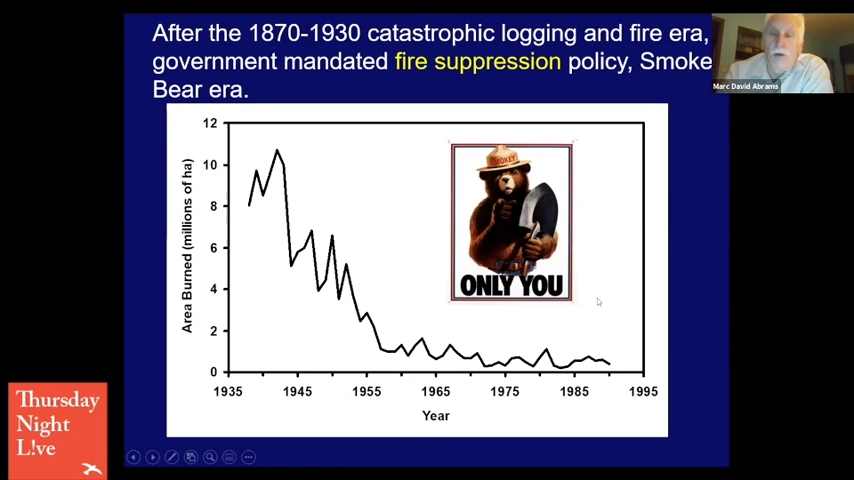 After the 1870-1930 catastrophic logging and fire era,
government mandated fire suppression policy, Smoke
Bear era.
Marc David Abrams
12
10
8
6
4
2
0
Area Burned (millions of ha)
1935 1945 1955 1965 1975 1985 1995
Year
SMOKEY
ONLY YOU
Thursday
Night
L!ve